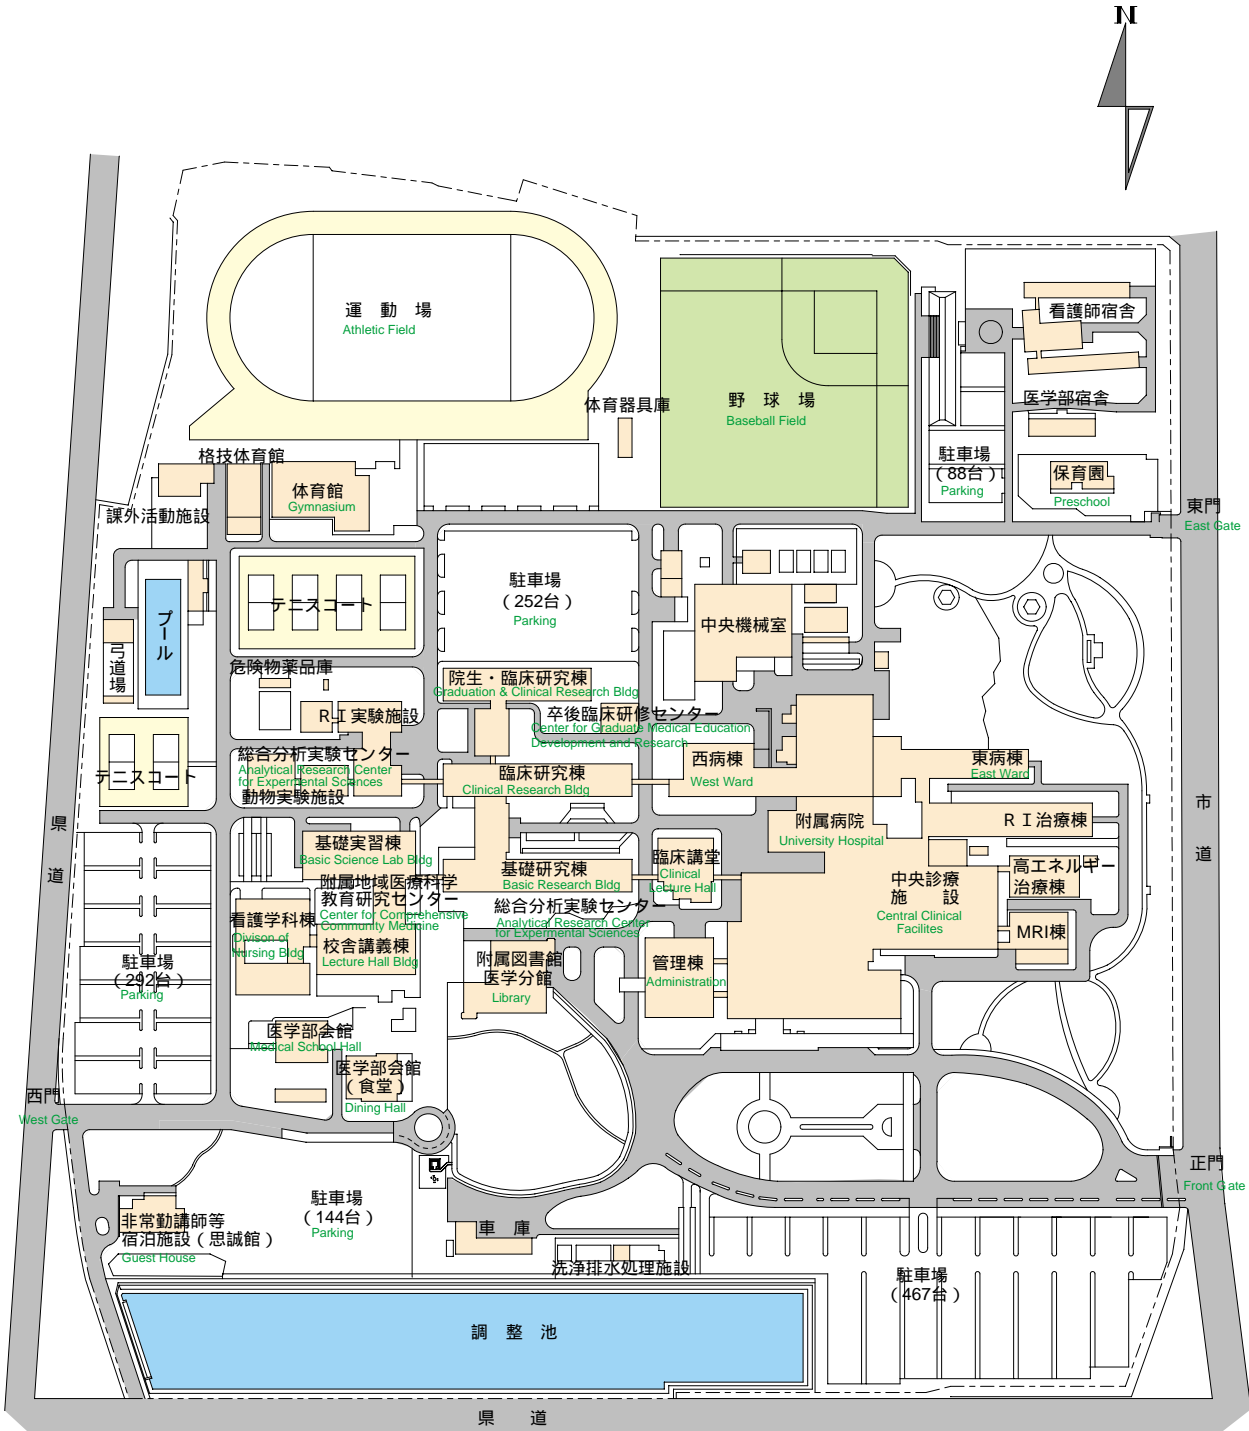 N
運 動 場
Athletic Field
体育器具庫
野 球 場
Baseball Field
看護師宿舎
医学部宿舎
駐車場
（88台）
Parking
保育園
Preschool
東門
East Gate
格技体育館
体育館
Gymnasium
課外活動施設
テニスコート
プール
弓道場
駐車場
（252台）
Parking
中央機械室
危険物薬品庫
院生・臨床研究棟
Graduation & Clinical Research Bldg
ＲＩ実験施設
卒後臨床研修センター
Center for Graduate Medical Education
Development and Research
総合分析実験センター
Analytical Research Center
for Expermental Sciences
動物実験施設
テニスコート
臨床研究棟
Clinical Research Bldg
西病棟
West Ward
東病棟
East Ward
県 道
市 道
附属病院
University Hospital
ＲＩ治療棟
基礎実習棟
Basic Science Lab Bldg
基礎研究棟
Basic Research Bldg
臨床講堂
Clinical
Lecture Hall
高エネルギー
治療棟
附属地域医療科学
教育研究センター
Center for Comprehensive
Community Medicine
中央診療
施 設
Central Clinical
Facilites
総合分析実験センター
Analytical Research Center
for Expermental Sciences
看護学科棟
Divison of
Nursing Bldg
校舎講義棟
Lecture Hall Bldg
MRI棟
駐車場
（292台）
Parking
附属図書館
医学分館
Library
管理棟
Administration
医学部会館
Medical School Hall
医学部会館
（食堂）
Dining Hall
西門
West Gate
正門
Front Gate
駐車場
（144台）
Parking
非常勤講師等
宿泊施設（思誠館）
Guest House
車 庫
洗浄排水処理施設
駐車場
（467台）
調 整 池
県 道